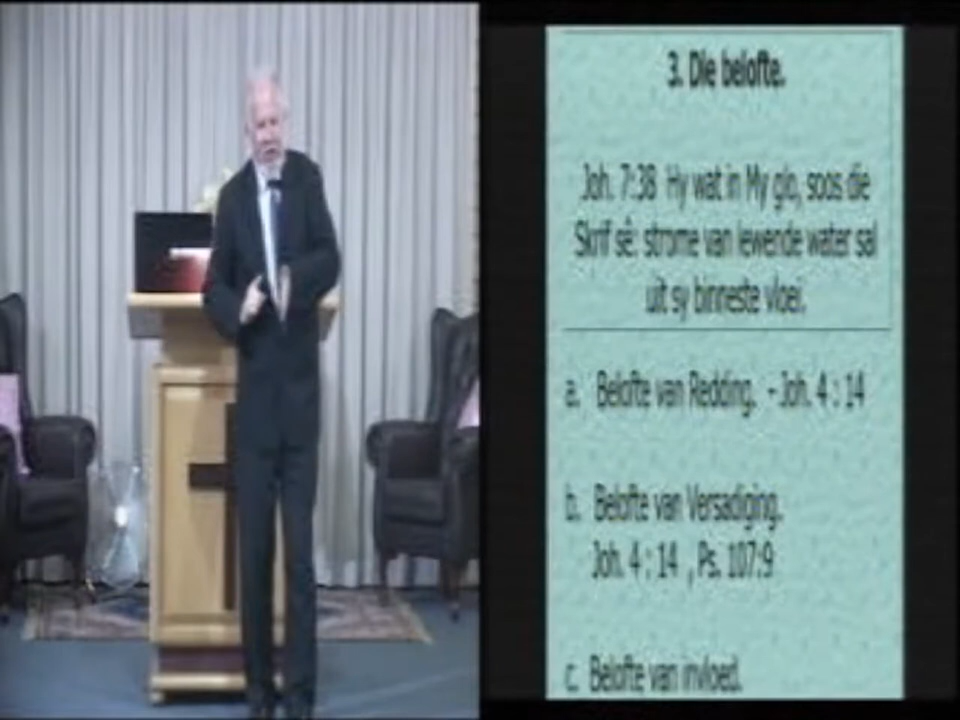 3. Die belofte.
Joh. 7:38 Hy wat in My glo, soos die
Skrif sê: strome van lewende water sal
uit sy binneste vloei.
a. Belofte van Redding. - Joh. 4 : 14
b. Belofte van Versadiging.
Joh. 4 : 14 , Ps. 107:9
c. Belofte van invloed.